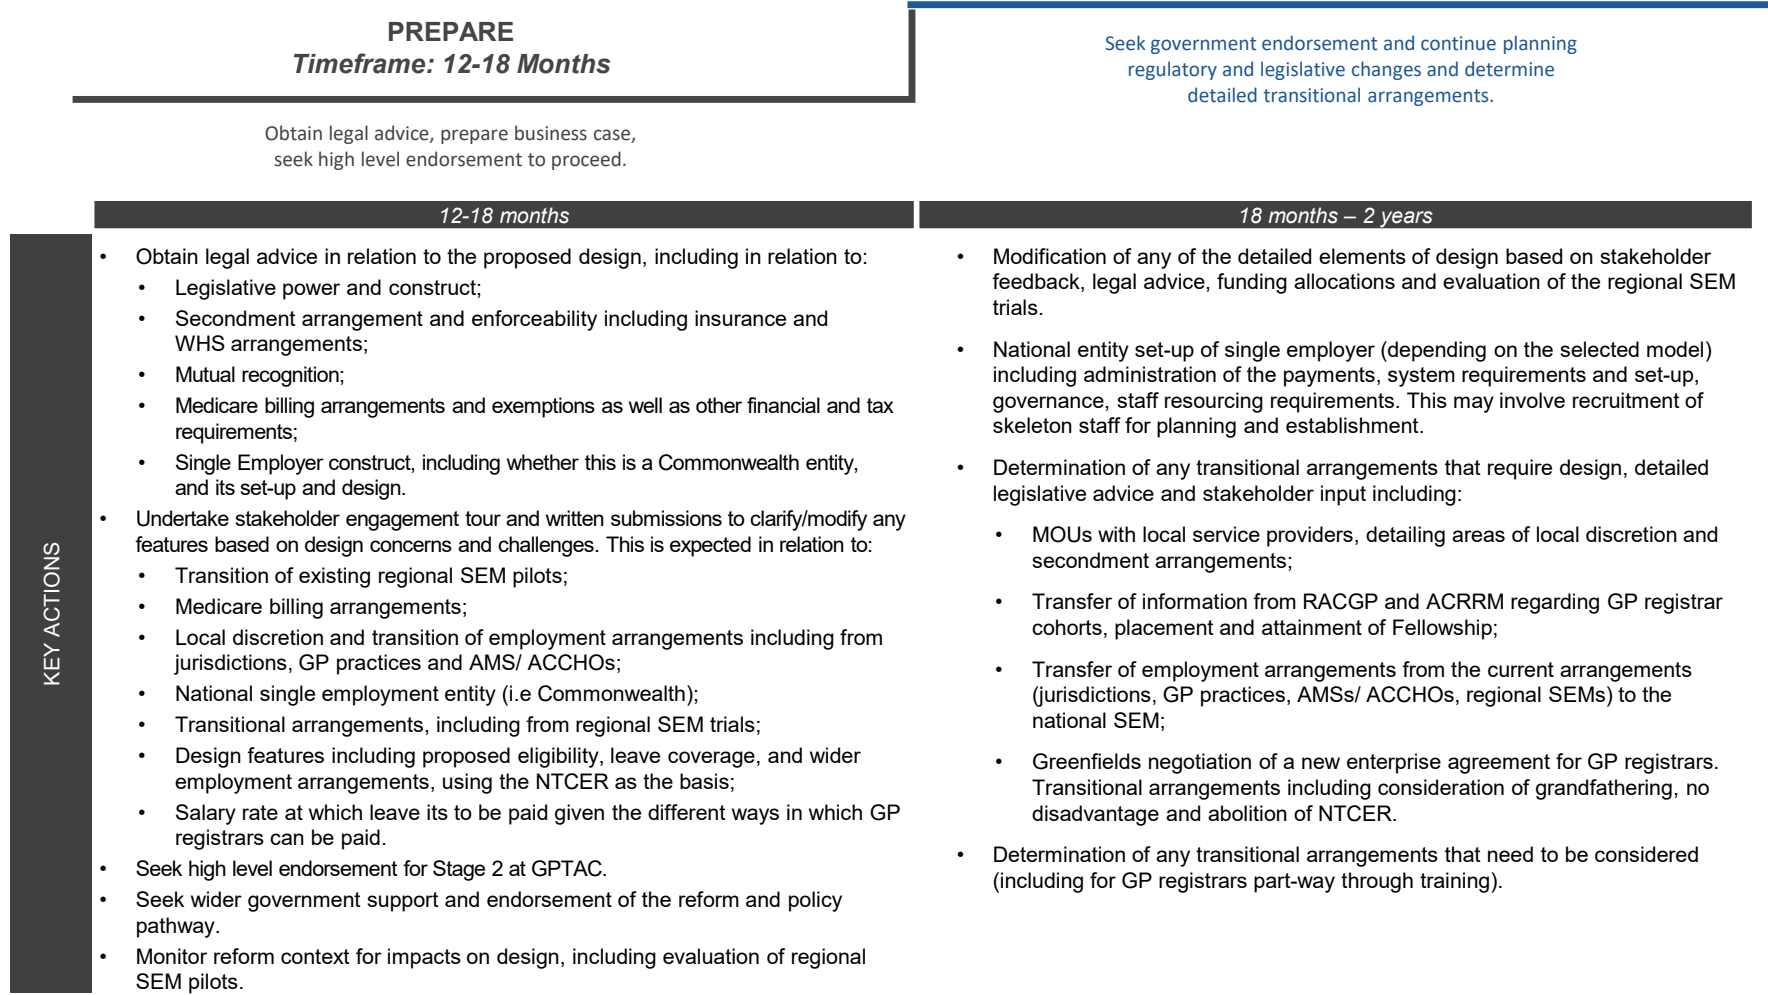 PREPARE
Timeframe: 12-18 Months
Obtain legal advice, prepare business case,
seek high level endorsement to proceed.
Seek government endorsement and continue planning
regulatory and legislative changes and determine
detailed transitional arrangements.
KEY ACTIONS
12-18 months
• Obtain legal advice in relation to the proposed design, including in relation to:
• Legislative power and construct;
• Secondment arrangement and enforceability including insurance and
WHS arrangements;
• Mutual recognition;
• Medicare billing arrangements and exemptions as well as other financial and tax
requirements;
• Single Employer construct, including whether this is a Commonwealth entity,
and its set-up and design.
• Undertake stakeholder engagement tour and written submissions to clarify/modify any
features based on design concerns and challenges. This is expected in relation to:
• Transition of existing regional SEM pilots;
• Medicare billing arrangements;
• Local discretion and transition of employment arrangements including from
jurisdictions, GP practices and AMS/ ACCHOs;
• National single employment entity (i.e Commonwealth);
• Transitional arrangements, including from regional SEM trials;
• Design features including proposed eligibility, leave coverage, and wider
employment arrangements, using the NTCER as the basis;
• Salary rate at which leave its to be paid given the different ways in which GP
registrars can be paid.
• Seek high level endorsement for Stage 2 at GPTAC.
• Seek wider government support and endorsement of the reform and policy
pathway.
• Monitor reform context for impacts on design, including evaluation of regional
SEM pilots.
18 months – 2 years
• Modification of any of the detailed elements of design based on stakeholder
feedback, legal advice, funding allocations and evaluation of the regional SEM
trials.
• National entity set-up of single employer (depending on the selected model)
including administration of the payments, system requirements and set-up,
governance, staff resourcing requirements. This may involve recruitment of
skeleton staff for planning and establishment.
• Determination of any transitional arrangements that require design, detailed
legislative advice and stakeholder input including:
• MOUs with local service providers, detailing areas of local discretion and
secondment arrangements;
• Transfer of information from RACGP and ACRRM regarding GP registrar
cohorts, placement and attainment of Fellowship;
• Transfer of employment arrangements from the current arrangements
(jurisdictions, GP practices, AMSs/ ACCHOs, regional SEMs) to the
national SEM;
• Greenfields negotiation of a new enterprise agreement for GP registrars.
Transitional arrangements including consideration of grandfathering, no
disadvantage and abolition of NTCER.
• Determination of any transitional arrangements that need to be considered
(including for GP registrars part-way through training).